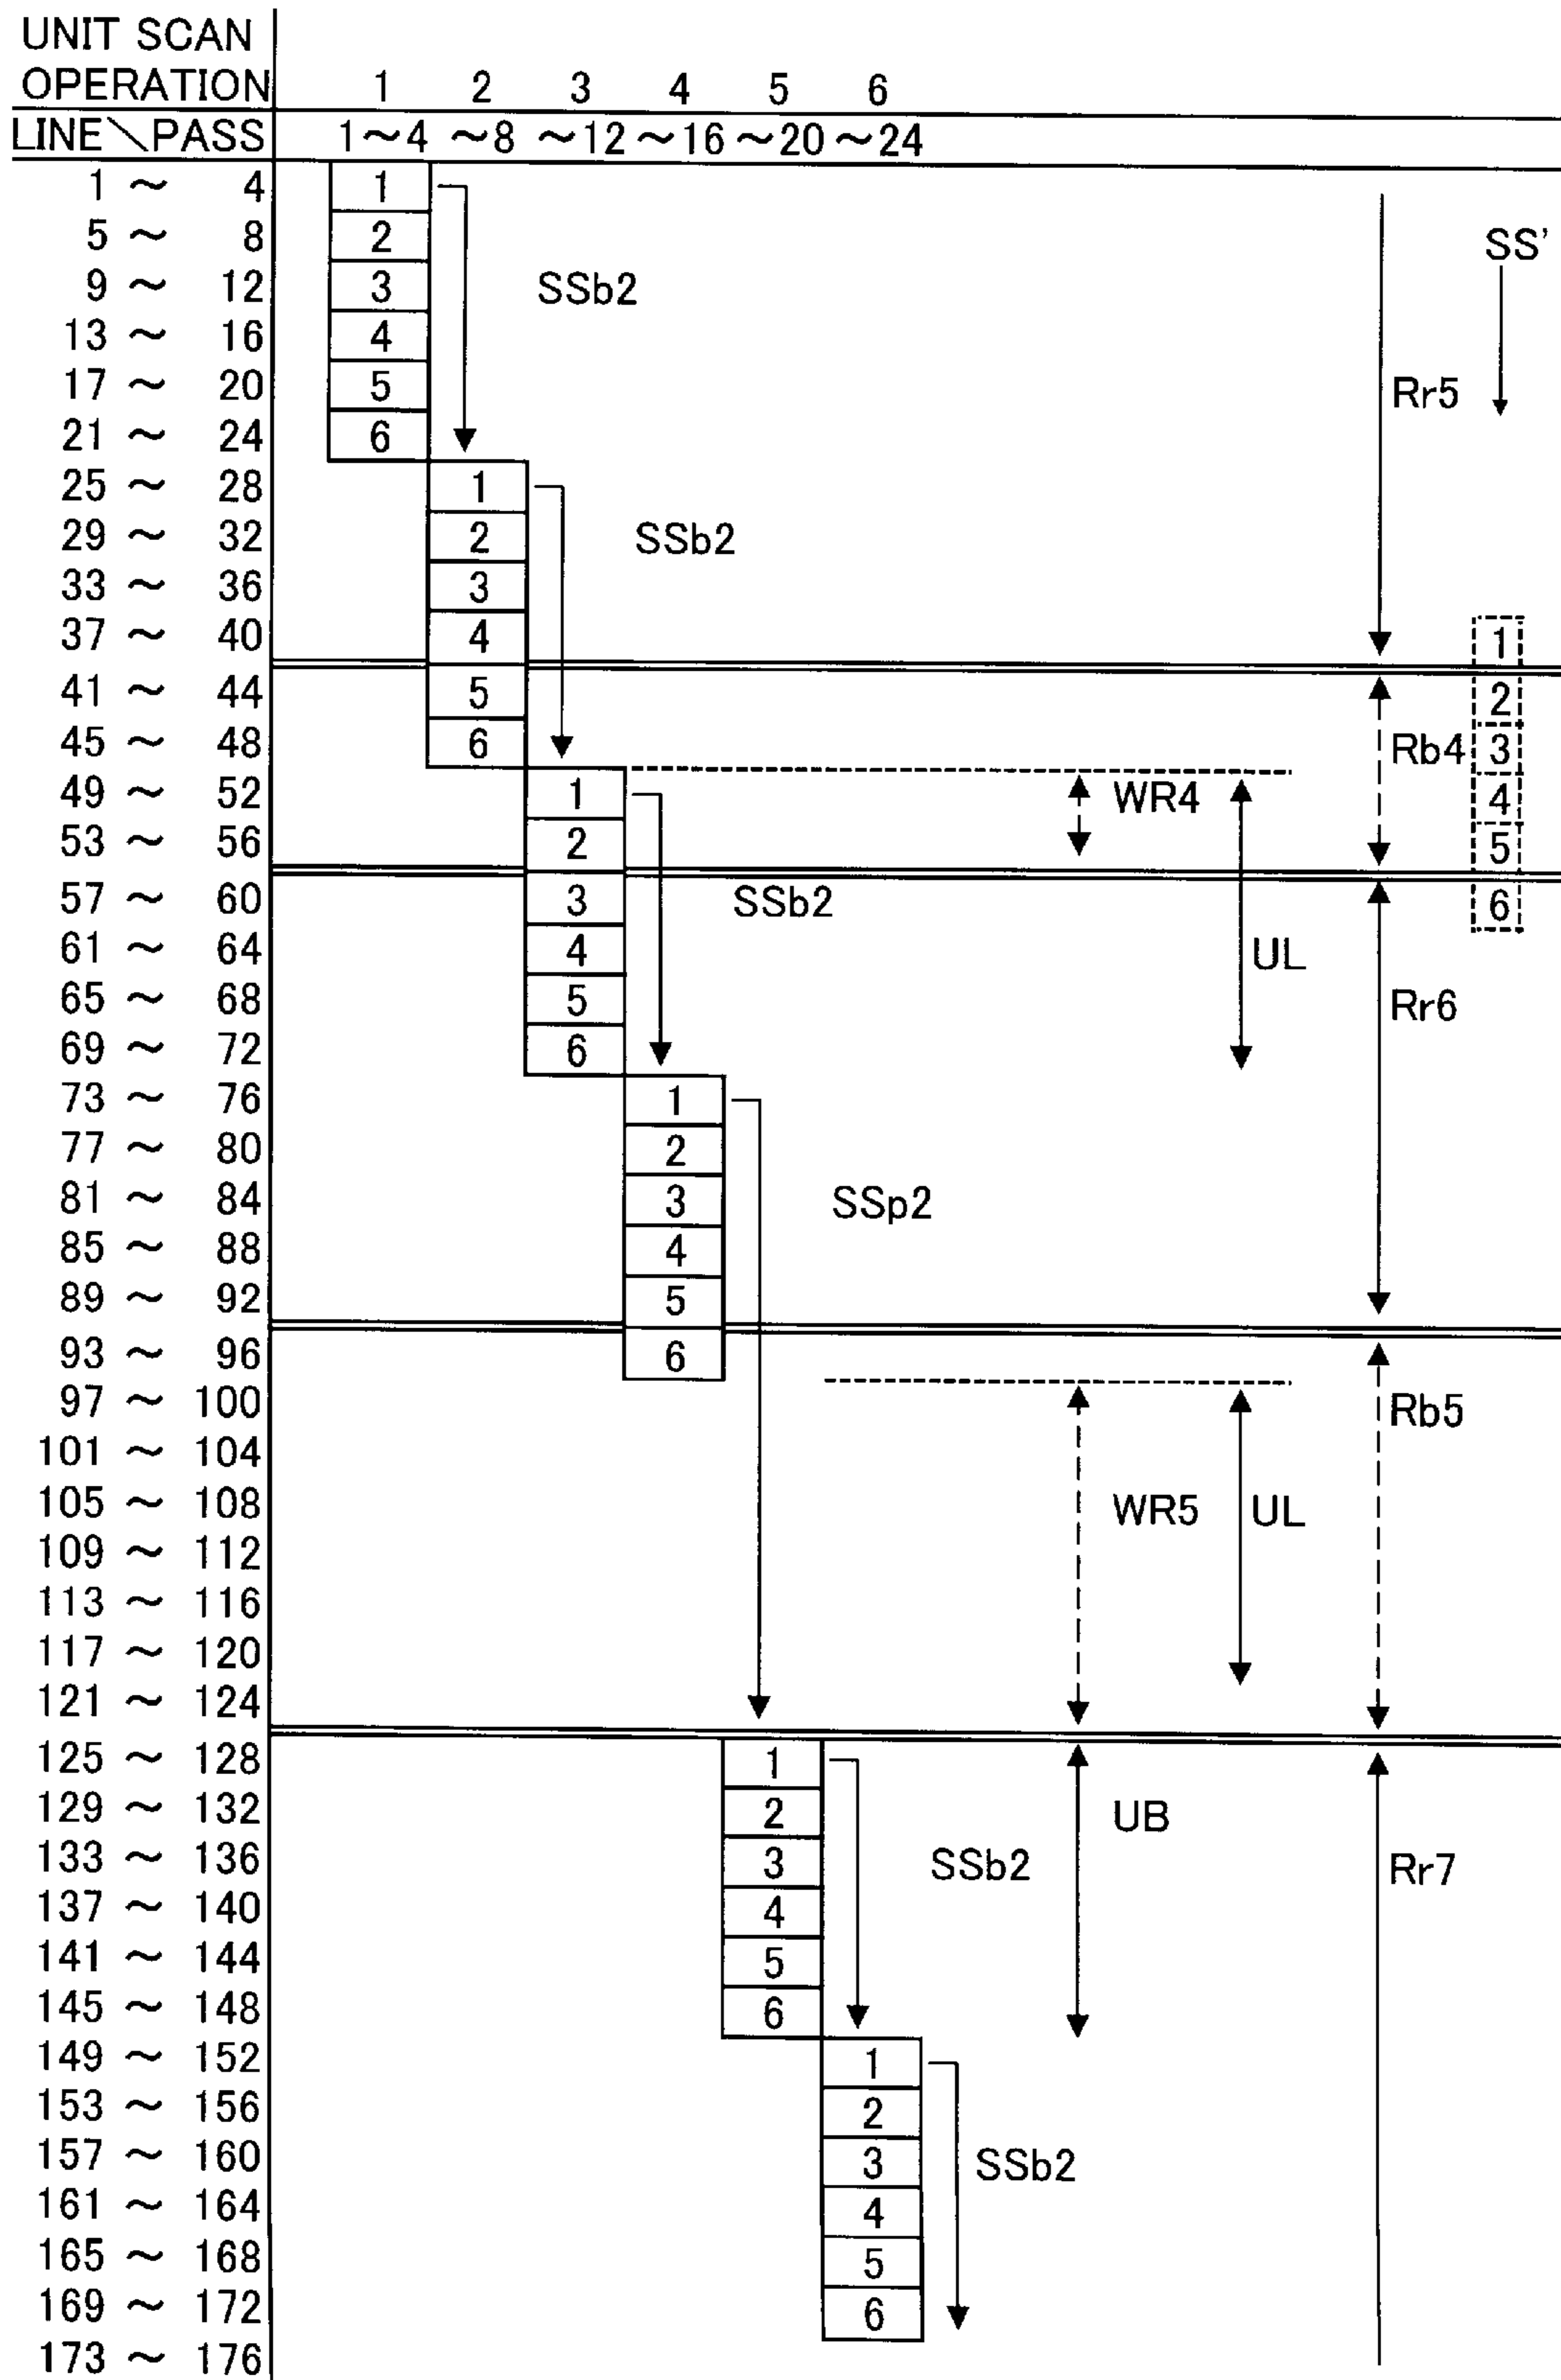 UNIT SCAN
OPERATION 1 2 3 4 5 6
LINE\PASS 1～4 ～8 ～12 ～16 ～20 ～24
1 ～ 4 1
5 ～ 8 2 SS'
9 ～ 12 3 SSb2
13 ～ 16 4
17 ～ 20 5 Rr5
21 ～ 24 6
25 ～ 28 1
29 ～ 32 2 SSb2
33 ～ 36 3
37 ～ 40 4 1
41 ～ 44 5 2
45 ～ 48 6 Rb4 3
49 ～ 52 1 WR4 4
53 ～ 56 2 5
57 ～ 60 3 SSb2 6
61 ～ 64 4 UL
65 ～ 68 5 Rr6
69 ～ 72 6
73 ～ 76 1
77 ～ 80 2
81 ～ 84 3 SSp2
85 ～ 88 4
89 ～ 92 5
93 ～ 96 6
97 ～ 100 Rb5
101 ～ 104
105 ～ 108 WR5 UL
109 ～ 112
113 ～ 116
117 ～ 120
121 ～ 124
125 ～ 128 1
129 ～ 132 2 UB
133 ～ 136 3 SSb2 Rr7
137 ～ 140 4
141 ～ 144 5
145 ～ 148 6
149 ～ 152 1
153 ～ 156 2
157 ～ 160 3 SSb2
161 ～ 164 4
165 ～ 168 5
169 ～ 172 6
173 ～ 176